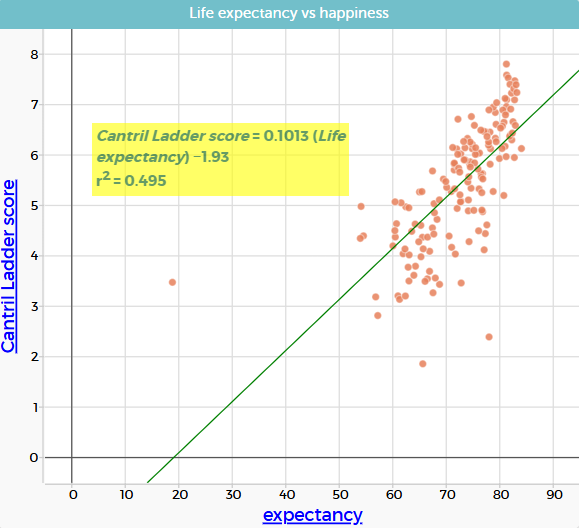 Life expectancy vs happiness
Cantril Ladder score = 0.1013 (Life
expectancy) −1.93
r² = 0.495
Cantril Ladder score
8
7
6
5
4
3
2
1
0
0 10 20 30 40 50 60 70 80 90
expectancy